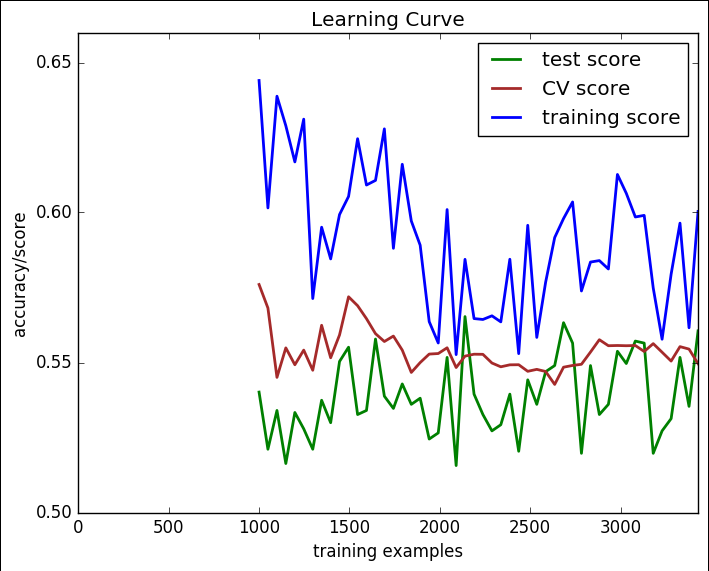 Learning Curve
0.65
0.60
0.55
0.50
accuracy/score
test score
CV score
training score
0
500
1000
1500
2000
2500
3000
training examples